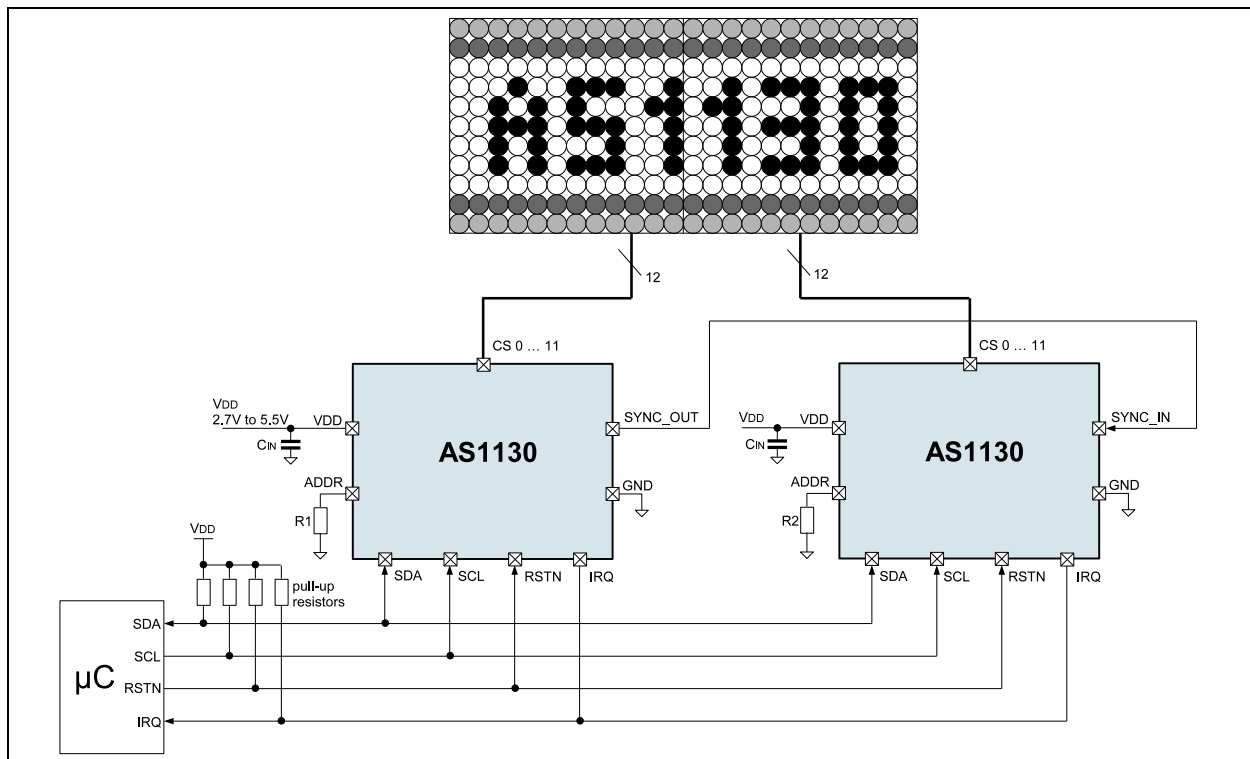 AS1130
12
12
CS 0 ... 11
CS 0 ... 11
VDD
2.7V to 5.5V
VDD
SYNC_OUT
VDD
VDD
SYNC_IN
CIN
AS1130
CIN
AS1130
ADDR
GND
ADDR
GND
R1
R2
VDD
SDA
SCL
RSTN
IRQ
SDA
SCL
RSTN
IRQ
pull-up
resistors
SDA
SCL
µC
RSTN
IRQ